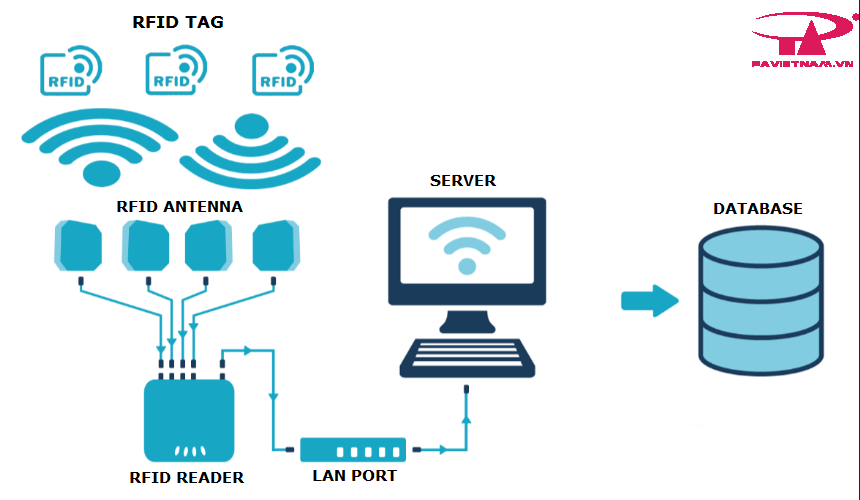 RFID TAG
PAVIETNAM.VN
RFID
RFID
RFID
SERVER
RFID ANTENNA
DATABASE
RFID READER
LAN PORT